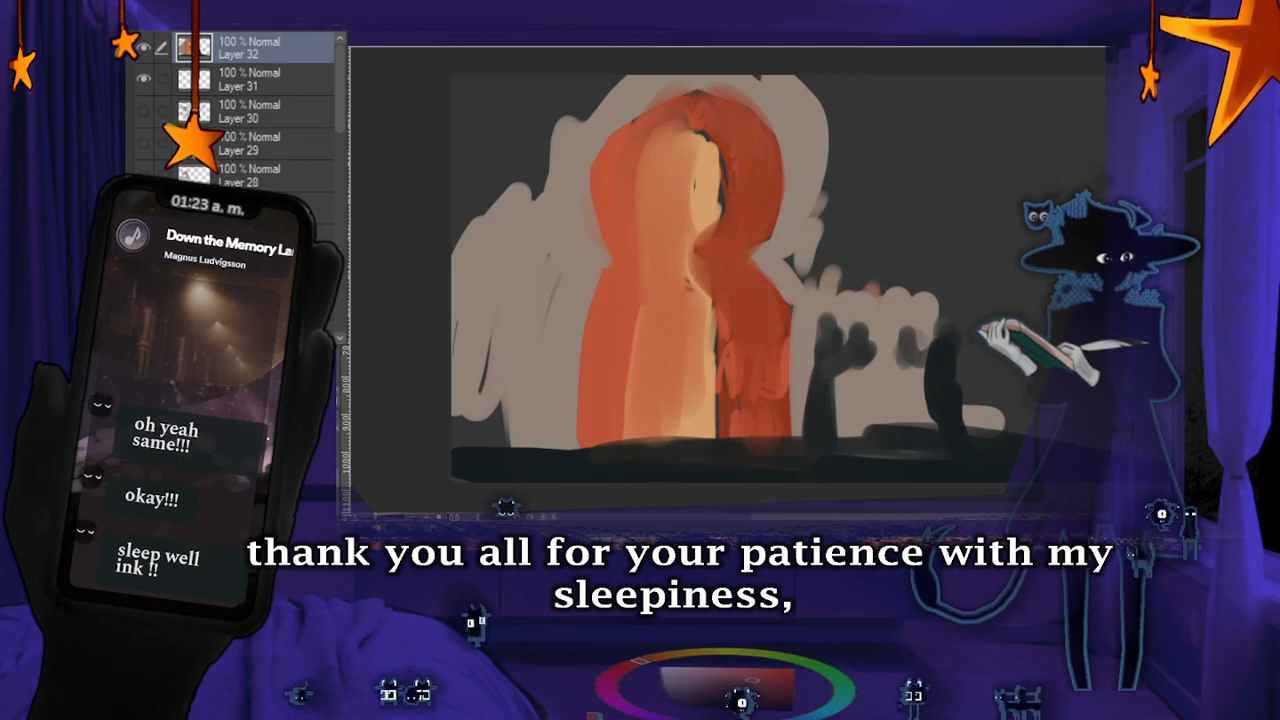 100 % Normal
Layer 32
100 % Normal
Layer 31
100 % Normal
Layer 30
00 % Normal
Layer 29
100 % Normal
Layer 28
01:23 a. m.
Down the Memory La
Magnus Ludvigsson
oh yeah
same!!!
okay!!!
sleep well
ink !!
thank you all for your patience with my
sleepiness,